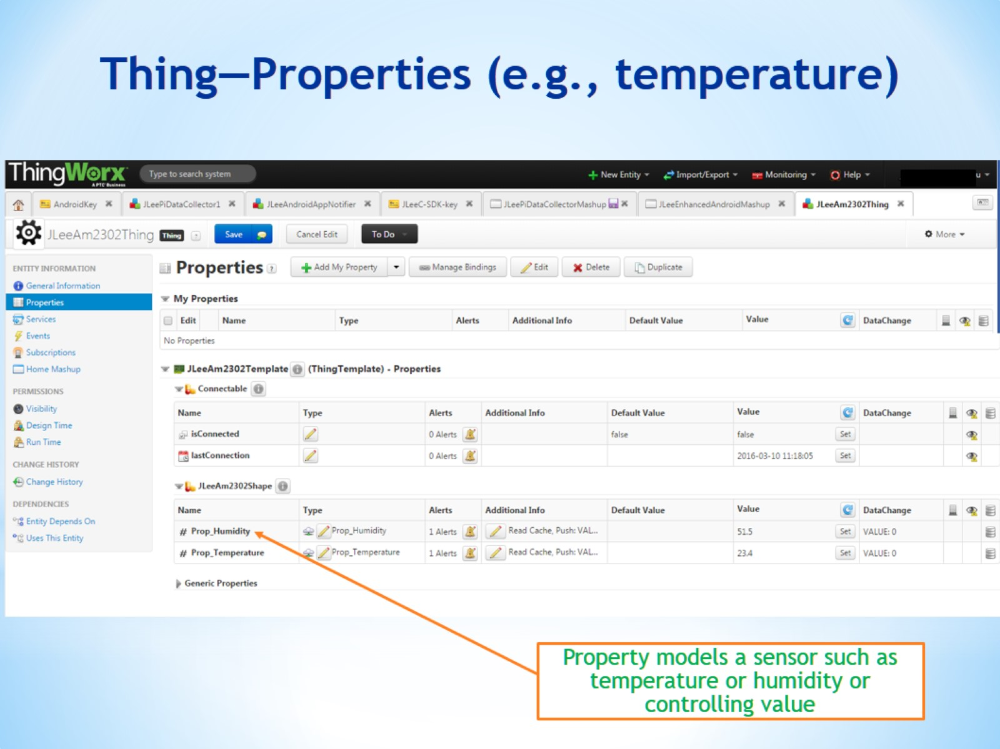 Thing—Properties (e.g., temperature)
ThingWorx
A PTC Business
Type to search system
New Entity
Import/Export
Monitoring
Help
u
AndroidKey
JLeePiDataCollector1
JLeeAndroidAppNotifier
JLeeC-SDK-key
JLeePiDataCollectorMashup
JLeeEnhancedAndroidMashup
JLeeAm2302Thing
JLeeAm2302Thing Thing ? Save Cancel Edit To Do More
ENTITY INFORMATION
General Information
Properties
Services
Events
Subscriptions
Home Mashup
PERMISSIONS
Visibility
Design Time
Run Time
CHANGE HISTORY
Change History
DEPENDENCIES
Entity Depends On
Uses This Entity
Properties ? Add My Property Manage Bindings Edit Delete Duplicate
My Properties
Edit Name Type Alerts Additional Info Default Value Value DataChange
No Properties
JLeeAm2302Template (ThingTemplate) - Properties
Connectable
Name Type Alerts Additional Info Default Value Value DataChange
isConnected 0 Alerts false false Set
lastConnection 0 Alerts 2016-03-10 11:18:05 Set
JLeeAm2302Shape
Name Type Alerts Additional Info Default Value Value DataChange
# Prop_Humidity Prop_Humidity 1 Alerts Read Cache, Push: VAL... 51.5 Set VALUE: 0
# Prop_Temperature Prop_Temperature 1 Alerts Read Cache, Push: VAL... 23.4 Set VALUE: 0
Generic Properties
Property models a sensor such as
temperature or humidity or
controlling value